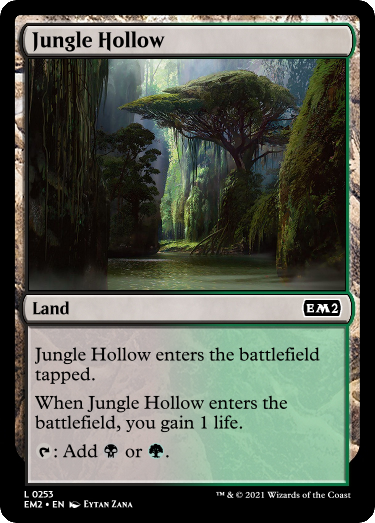 Jungle Hollow
Land
EM2
Jungle Hollow enters the battlefield
tapped.
When Jungle Hollow enters the
battlefield, you gain 1 life.
: Add or .
L 0253
EM2 • EN Eytan Zana
™ & © 2021 Wizards of the Coast